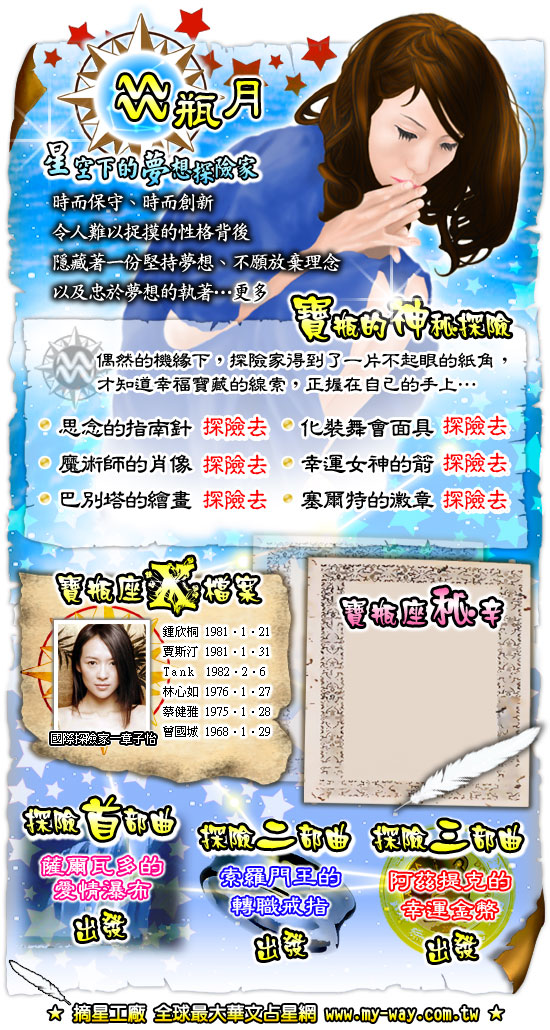 ♒瓶月
星空下的夢想探險家
時而保守、時而創新
令人難以捉摸的性格背後
隱藏著一份堅持夢想、不願放棄理念
以及忠於夢想的執著…更多
寶瓶的神秘探險
偶然的機緣下，探險家得到了一片不起眼的紙角，
才知道幸福寶藏的線索，正握在自己的手上…
思念的指南針 探險去
化裝舞會面具 探險去
魔術師的肖像 探險去
幸運女神的箭 探險去
巴別塔的繪畫 探險去
塞爾特的徽章 探險去
寶瓶座X檔案
鍾欣桐 1981‧1‧21
賈斯汀 1981‧1‧31
Tank 1982‧2‧6
林心如 1976‧1‧27
蔡健雅 1975‧1‧28
曾國城 1968‧1‧29
國際探險家—章子怡
寶瓶座秘辛
探險首部曲
薩爾瓦多的
愛情瀑布
出發
探險二部曲
索羅門王的
轉職戒指
出發
探險三部曲
阿茲提克的
幸運金幣
出發
★ 摘星工廠 全球最大華文占星網 www.my-way.com.tw ★